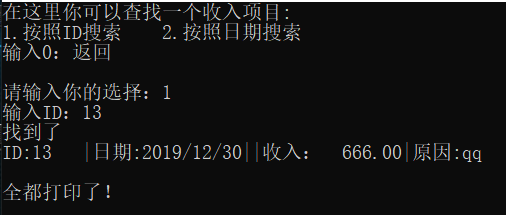 在这里你可以查找一个收入项目:
1.按照ID搜索    2.按照日期搜索
输入0: 返回
请输入你的选择: 1
输入ID: 13
找到了
ID:13   |日期:2019/12/30||收入:   666.00|原因:qq
全都打印了!